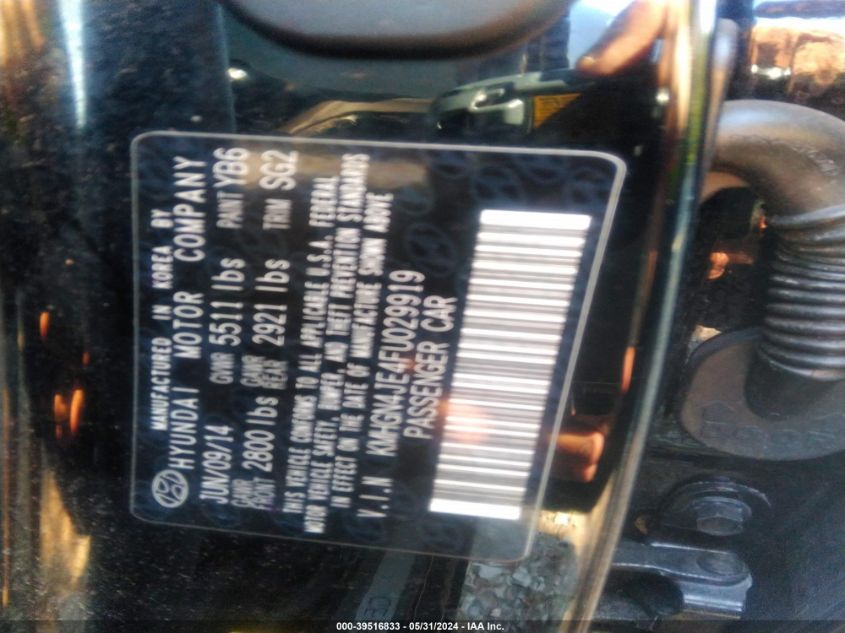 MANUFACTURED IN KOREA BY
HYUNDAI MOTOR COMPANY
JUN/09/14 GVWR 5511 lbs PAINT YB6
GAWR FRONT 2800 lbs GAWR REAR 2921 lbs TRIM SG2
THIS VEHICLE CONFORMS TO ALL APPLICABLE U.S.A. FEDERAL
MOTOR VEHICLE SAFETY, BUMPER, AND THEFT PREVENTION STANDARDS
IN EFFECT ON THE DATE OF MANUFACTURE SHOWN ABOVE
V.I.N KMHGN4JE4FU029919
PASSENGER CAR
000-39516833 - 05/31/2024 - IAA Inc.